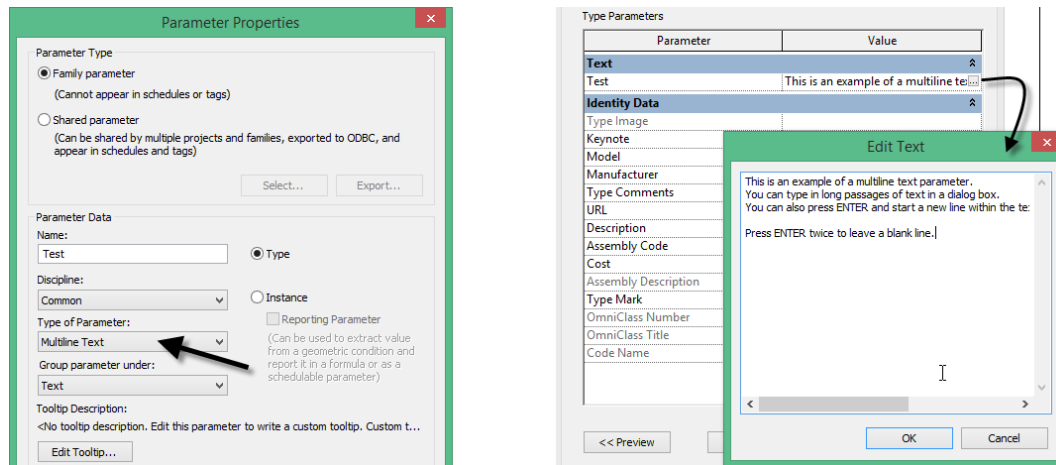 Parameter Properties
Parameter Type
Family parameter
(Cannot appear in schedules or tags)
Shared parameter
(Can be shared by multiple projects and families, exported to ODBC, and
appear in schedules and tags)
Select...
Export...
Parameter Data
Name:
Test
Type
Discipline:
Common
Instance
Reporting Parameter
(Can be used to extract value
from a geometric condition and
report it in a formula or as a
schedulable parameter)
Type of Parameter:
Multiline Text
Group parameter under:
Text
Tooltip Description:
<No tooltip description. Edit this parameter to write a custom tooltip. Custom t...
Edit Tooltip...
Type Parameters
Parameter Value
Text
Test This is an example of a multiline te ...
Identity Data
Type Image
Keynote
Model
Manufacturer
Type Comments
URL
Description
Assembly Code
Cost
Assembly Description
Type Mark
OmniClass Number
OmniClass Title
Code Name
<< Preview
Edit Text
This is an example of a multiline text parameter.
You can type in long passages of text in a dialog box.
You can also press ENTER and start a new line within the te
Press ENTER twice to leave a blank line.
OK
Cancel